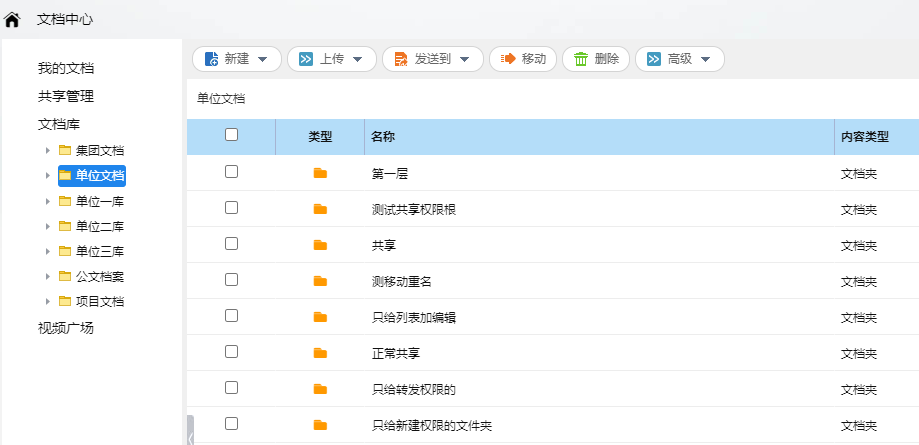 文档中心
我的文档
共享管理
文档库
集团文档
单位文档
单位一库
单位二库
单位三库
公文档案
项目文档
视频广场
新建 上传 发送到 移动 删除 高级
单位文档
类型 名称 内容类型
第一层 文档夹
测试共享权限根 文档夹
共享 文档夹
测移动重名 文档夹
只给列表加编辑 文档夹
正常共享 文档夹
只给转发权限的 文档夹
只给新建权限的文件夹 文档夹